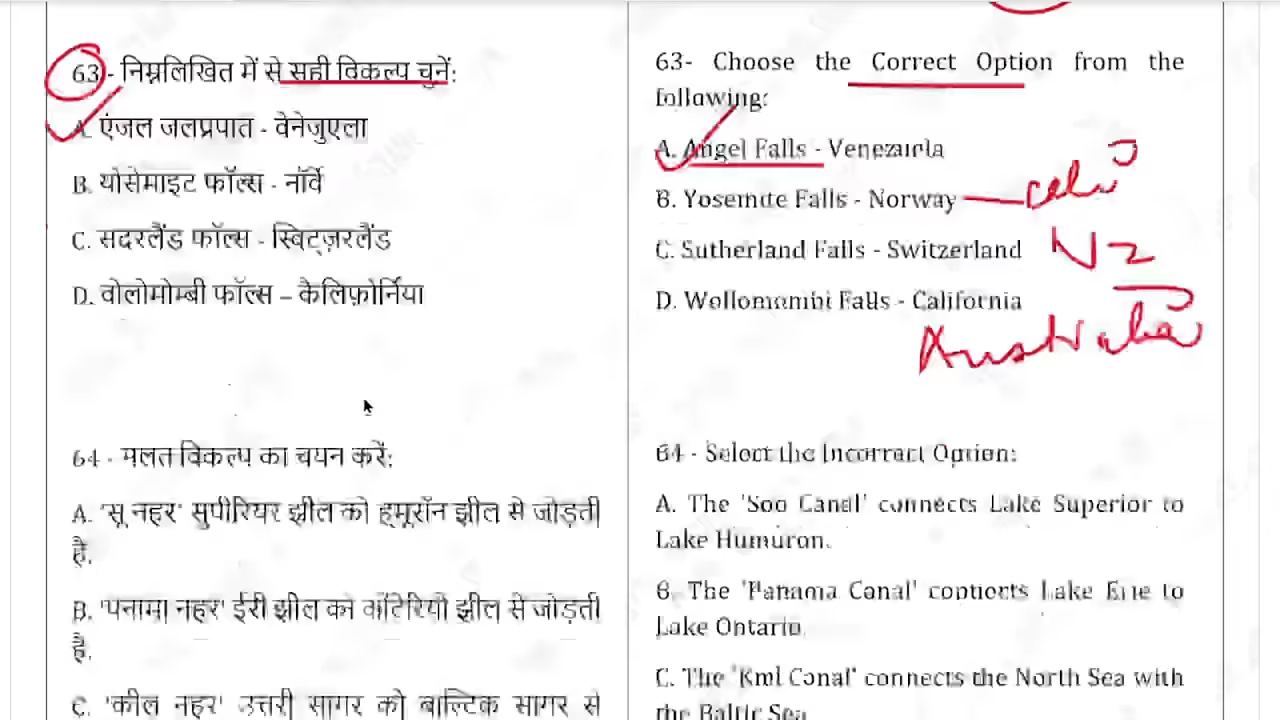 63 - निम्नलिखित में से सही विकल्प चुनें:
A. एंजल जलप्रपात - वेनेजुएला
B. योसेमाइट फॉल्स - नॉर्वे
C. सदरलैंड फॉल्स - स्विट्ज़रलैंड
D. वोलोमोम्बी फॉल्स – कैलिफ़ोर्निया
64 - गलत विकल्प का चयन करें:
A. 'सू नहर' सुपीरियर झील को ह्मूरॉन झील से जोड़ती
है.
B. 'पनामा नहर' ईरी झील को ओंटारियो झील से जोड़ती
है.
C. 'कील नहर' उत्तरी सागर को बाल्टिक सागर से
63- Choose the Correct Option from the
following:
A. Angel Falls - Venezuela
B. Yosemite Falls - Norway
C. Sutherland Falls - Switzerland NZ
D. Wollomombi Falls - California
Australia
64 - Select the Incorrect Option:
A. The 'Soo Canal' connects Lake Superior to
Lake Humuron.
B. The 'Panama Canal' connects Lake Erie to
Lake Ontario.
C. The 'Kiel Canal' connects the North Sea with
the Baltic Sea